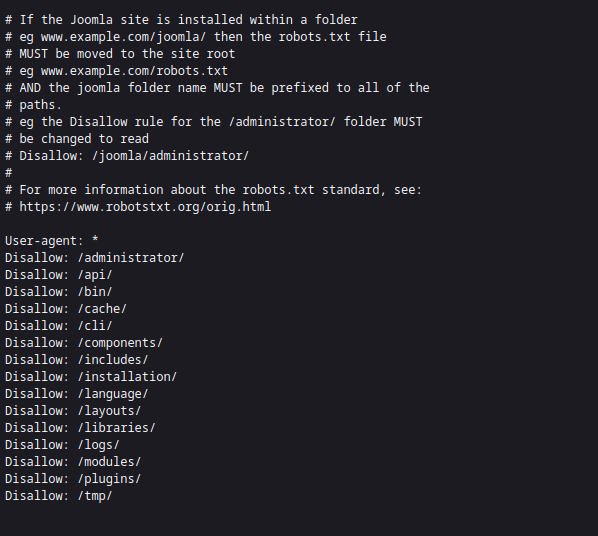 # If the Joomla site is installed within a folder
# eg www.example.com/joomla/ then the robots.txt file
# MUST be moved to the site root
# eg www.example.com/robots.txt
# AND the joomla folder name MUST be prefixed to all of the
# paths.
# eg the Disallow rule for the /administrator/ folder MUST
# be changed to read
# Disallow: /joomla/administrator/
#
# For more information about the robots.txt standard, see:
# https://www.robotstxt.org/orig.html
User-agent: *
Disallow: /administrator/
Disallow: /api/
Disallow: /bin/
Disallow: /cache/
Disallow: /cli/
Disallow: /components/
Disallow: /includes/
Disallow: /installation/
Disallow: /language/
Disallow: /layouts/
Disallow: /libraries/
Disallow: /logs/
Disallow: /modules/
Disallow: /plugins/
Disallow: /tmp/